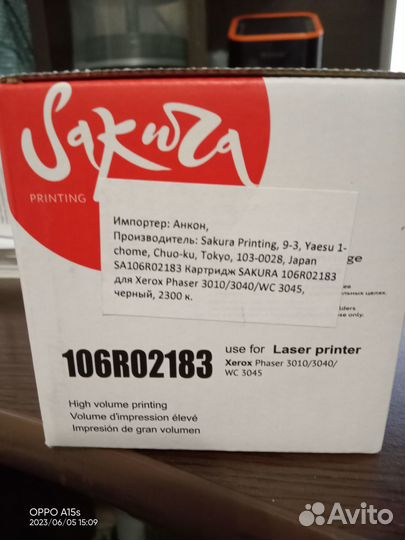 Sakura
PRINTING
Импортер: Анкон,
Производитель: Sakura Printing, 9-3, Yaesu 1-
chome, Chuo-ku, Tokyo, 103-0028, Japan
SA106R02183 Картридж SAKURA 106R02183
для Xerox Phaser 3010/3040/WC 3045,
черный, 2300 к.
106R02183
use for Laser printer
Xerox Phaser 3010/3040/
WC 3045
High volume printing
Volume d'impression élevé
Impresión de gran volumen
OPPO A15s
2023/06/05 15:09
Avito